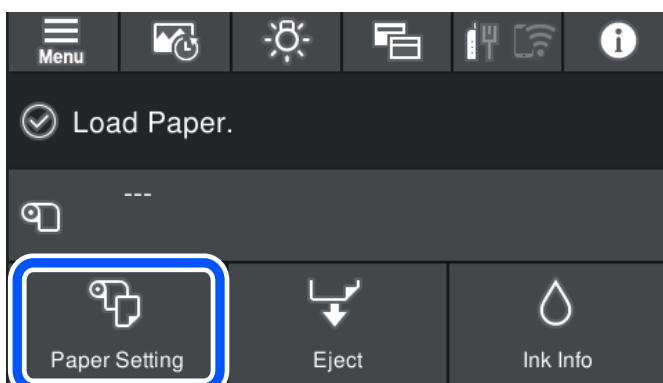 Menu
Load Paper.
---
Paper Setting
Eject
Ink Info